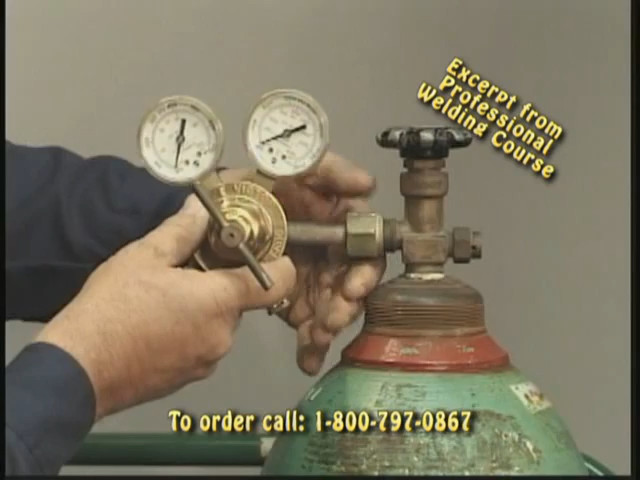 Excerpt from
Professional
Welding Course
To order call: 1-800-797-0867